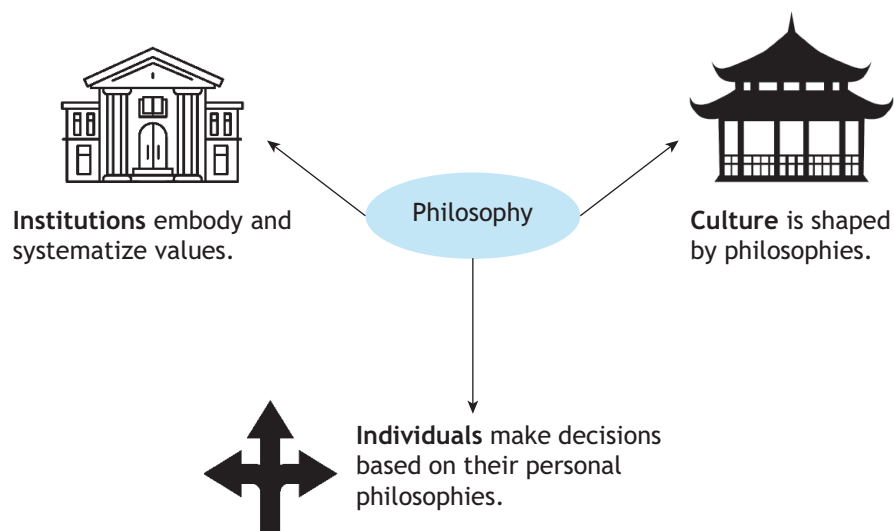 Philosophy
Institutions embody and
systematize values.
Culture is shaped
by philosophies.
Individuals make decisions
based on their personal
philosophies.